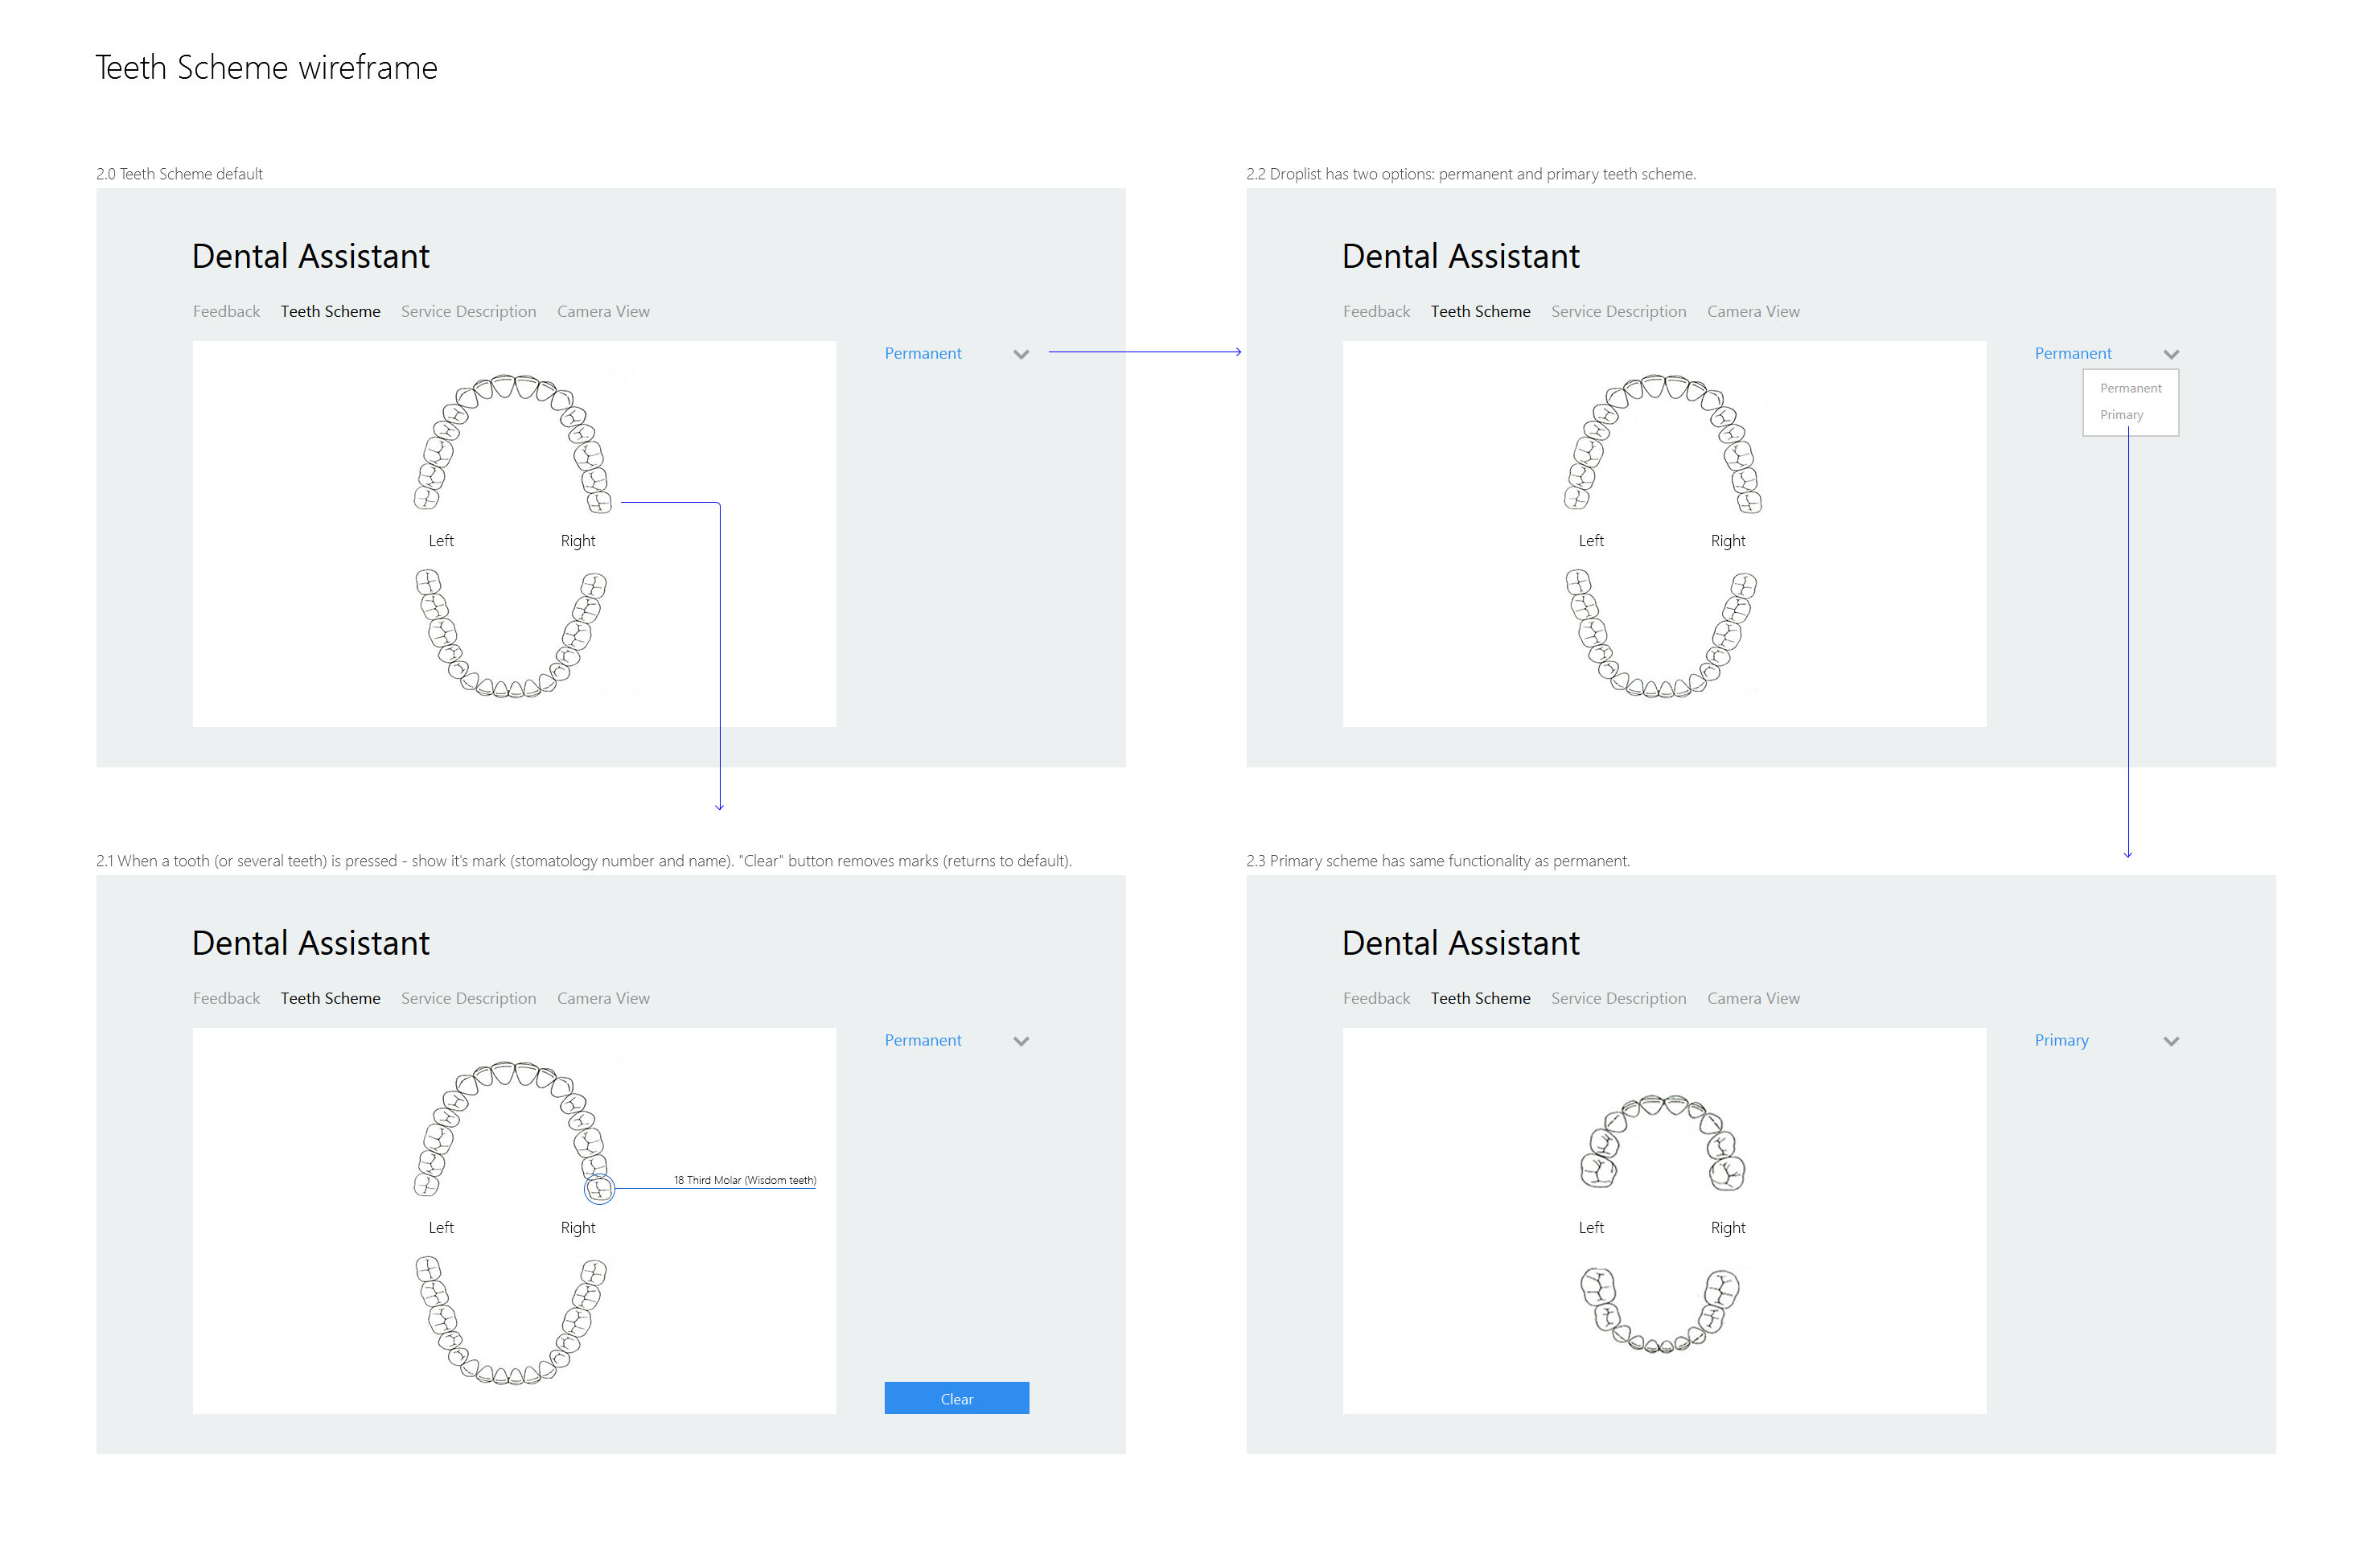 Teeth Scheme wireframe
2.0 Teeth Scheme default
Dental Assistant
Feedback Teeth Scheme Service Description Camera View
Permanent
Left Right
2.2 Droplist has two options: permanent and primary teeth scheme.
Dental Assistant
Feedback Teeth Scheme Service Description Camera View
Permanent
Permanent
Primary
Left Right
2.1 When a tooth (or several teeth) is pressed - show it's mark (stomatology number and name). "Clear" button removes marks (returns to default).
Dental Assistant
Feedback Teeth Scheme Service Description Camera View
Permanent
18 Third Molar (Wisdom teeth)
Left Right
Clear
2.3 Primary scheme has same functionality as permanent.
Dental Assistant
Feedback Teeth Scheme Service Description Camera View
Primary
Left Right